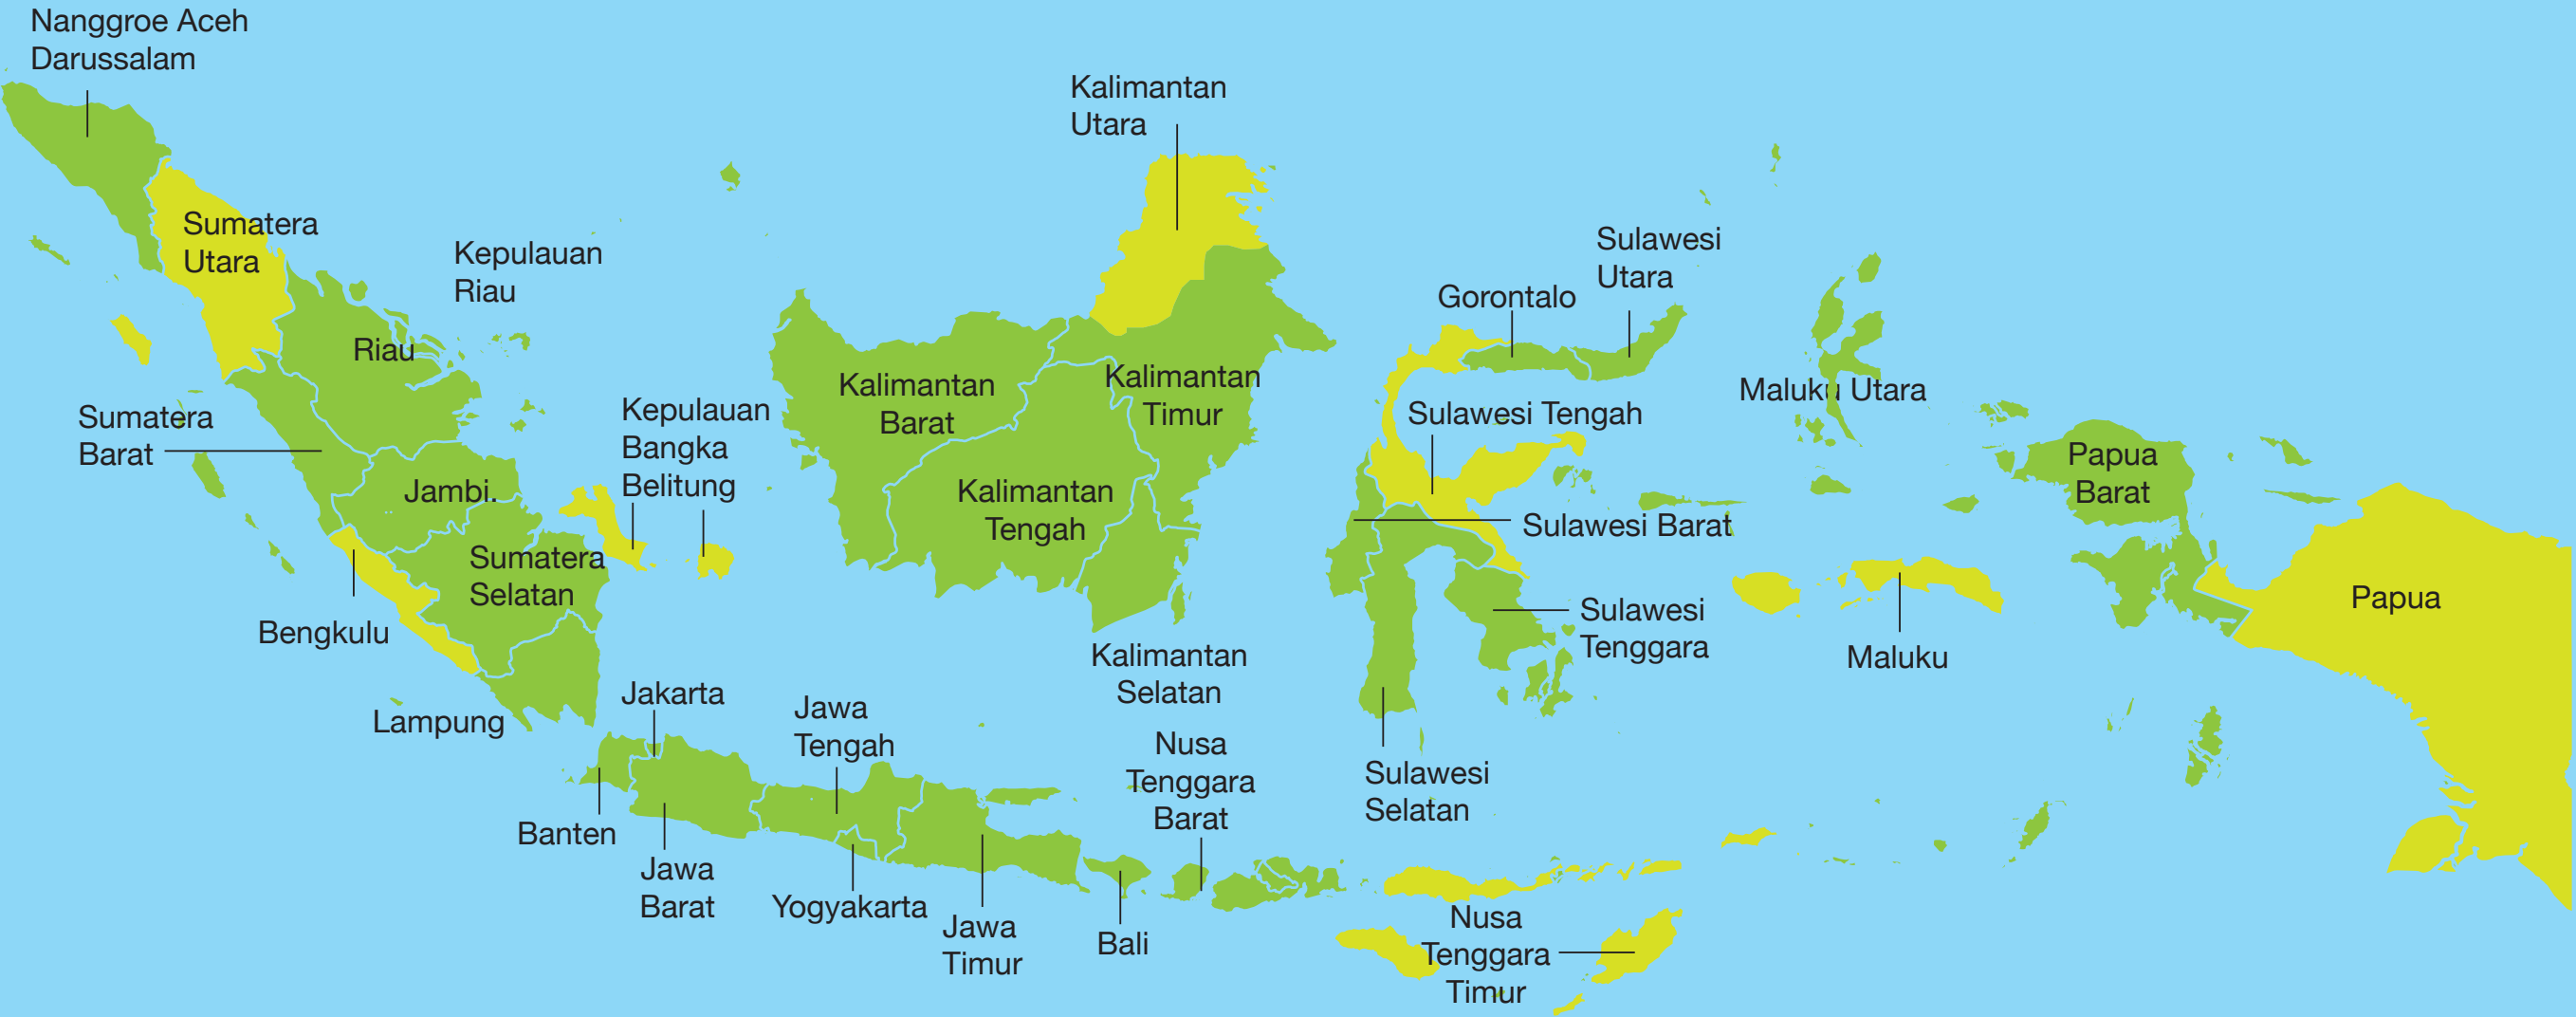 Nanggroe Aceh
Darussalam
Sumatera
Utara
Kepulauan
Riau
Riau
Sumatera
Barat
Jambi.
Kepulauan
Bangka
Belitung
Sumatera
Selatan
Bengkulu
Lampung
Jakarta
Banten
Jawa
Barat
Jawa
Tengah
Yogyakarta
Jawa
Timur
Bali
Nusa
Tenggara
Barat
Nusa
Tenggara
Timur
Kalimantan
Utara
Kalimantan
Barat
Kalimantan
Timur
Kalimantan
Tengah
Kalimantan
Selatan
Gorontalo
Sulawesi
Utara
Sulawesi Tengah
Sulawesi Barat
Sulawesi
Tenggara
Sulawesi
Selatan
Maluku Utara
Maluku
Papua
Barat
Papua